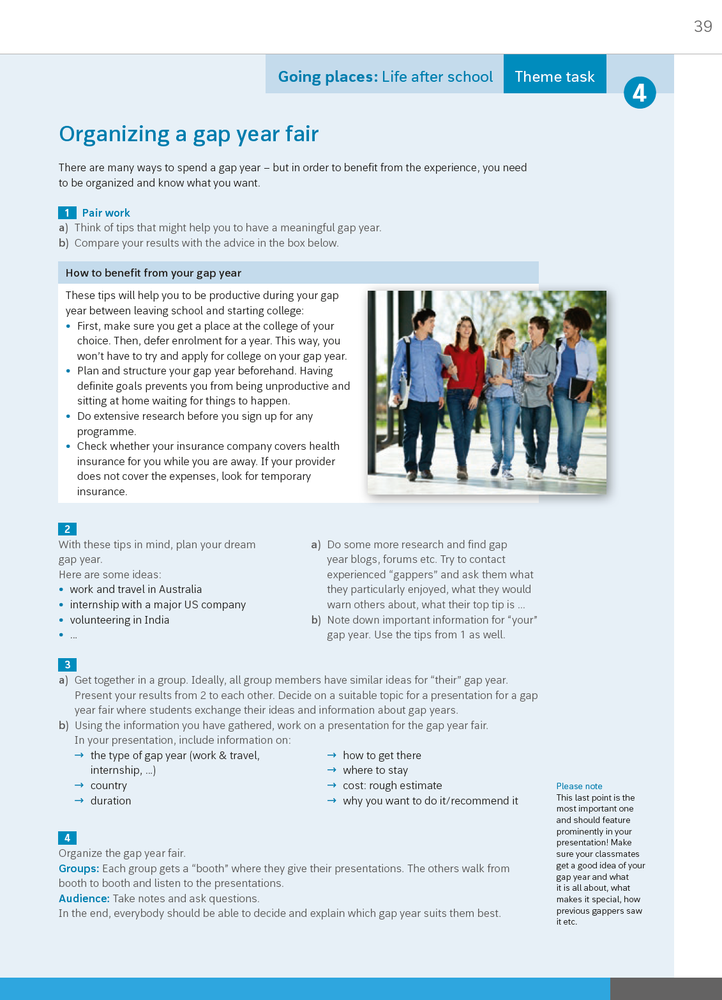 39
Going places: Life after school
Theme task
4
Organizing a gap year fair
There are many ways to spend a gap year – but in order to benefit from the experience, you need
to be organized and know what you want.
1 Pair work
a) Think of tips that might help you to have a meaningful gap year.
b) Compare your results with the advice in the box below.
How to benefit from your gap year
These tips will help you to be productive during your gap
year between leaving school and starting college:
• First, make sure you get a place at the college of your
choice. Then, defer enrolment for a year. This way, you
won't have to try and apply for college on your gap year.
• Plan and structure your gap year beforehand. Having
definite goals prevents you from being unproductive and
sitting at home waiting for things to happen.
• Do extensive research before you sign up for any
programme.
• Check whether your insurance company covers health
insurance for you while you are away. If your provider
does not cover the expenses, look for temporary
insurance.
2
With these tips in mind, plan your dream
gap year.
Here are some ideas:
• work and travel in Australia
• internship with a major US company
• volunteering in India
• ...
a) Do some more research and find gap
year blogs, forums etc. Try to contact
experienced “gappers” and ask them what
they particularly enjoyed, what they would
warn others about, what their top tip is ...
b) Note down important information for “your”
gap year. Use the tips from 1 as well.
3
a) Get together in a group. Ideally, all group members have similar ideas for “their” gap year.
Present your results from 2 to each other. Decide on a suitable topic for a presentation for a gap
year fair where students exchange their ideas and information about gap years.
b) Using the information you have gathered, work on a presentation for the gap year fair.
In your presentation, include information on:
→ the type of gap year (work & travel,
internship, ...)
→ country
→ duration
→ how to get there
→ where to stay
→ cost: rough estimate
→ why you want to do it/recommend it
Please note
This last point is the
most important one
and should feature
prominently in your
presentation! Make
sure your classmates
get a good idea of your
gap year and what
it is all about, what
makes it special, how
previous gappers saw
it etc.
4
Organize the gap year fair.
Groups: Each group gets a “booth” where they give their presentations. The others walk from
booth to booth and listen to the presentations.
Audience: Take notes and ask questions.
In the end, everybody should be able to decide and explain which gap year suits them best.